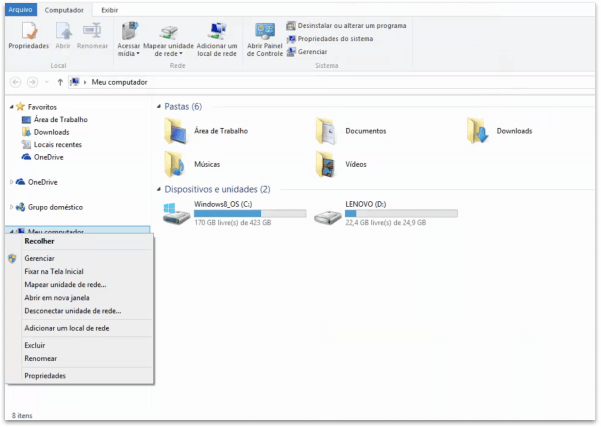 Arquivo Computador Exibir
Propriedades Abrir Renomear
Acessar mídia Mapear unidade de rede Adicionar um local de rede
Abrir Painel de Controle
Desinstalar ou alterar um programa
Propriedades do sistema
Gerenciar
Local Rede Sistema
Meu computador
Favoritos
Área de Trabalho
Downloads
Locais recentes
OneDrive
OneDrive
Grupo doméstico
Meu computador
Recolher
Gerenciar
Fixar na Tela Inicial
Mapear unidade de rede...
Abrir em nova janela
Desconectar unidade de rede...
Adicionar um local de rede
Excluir
Renomear
Propriedades
Pastas (6)
Área de Trabalho Documentos Downloads
Músicas Vídeos
Dispositivos e unidades (2)
Windows8_OS (C:) LENOVO (D:)
170 GB livre(s) de 423 GB 22,4 GB livre(s) de 24,9 GB
8 itens